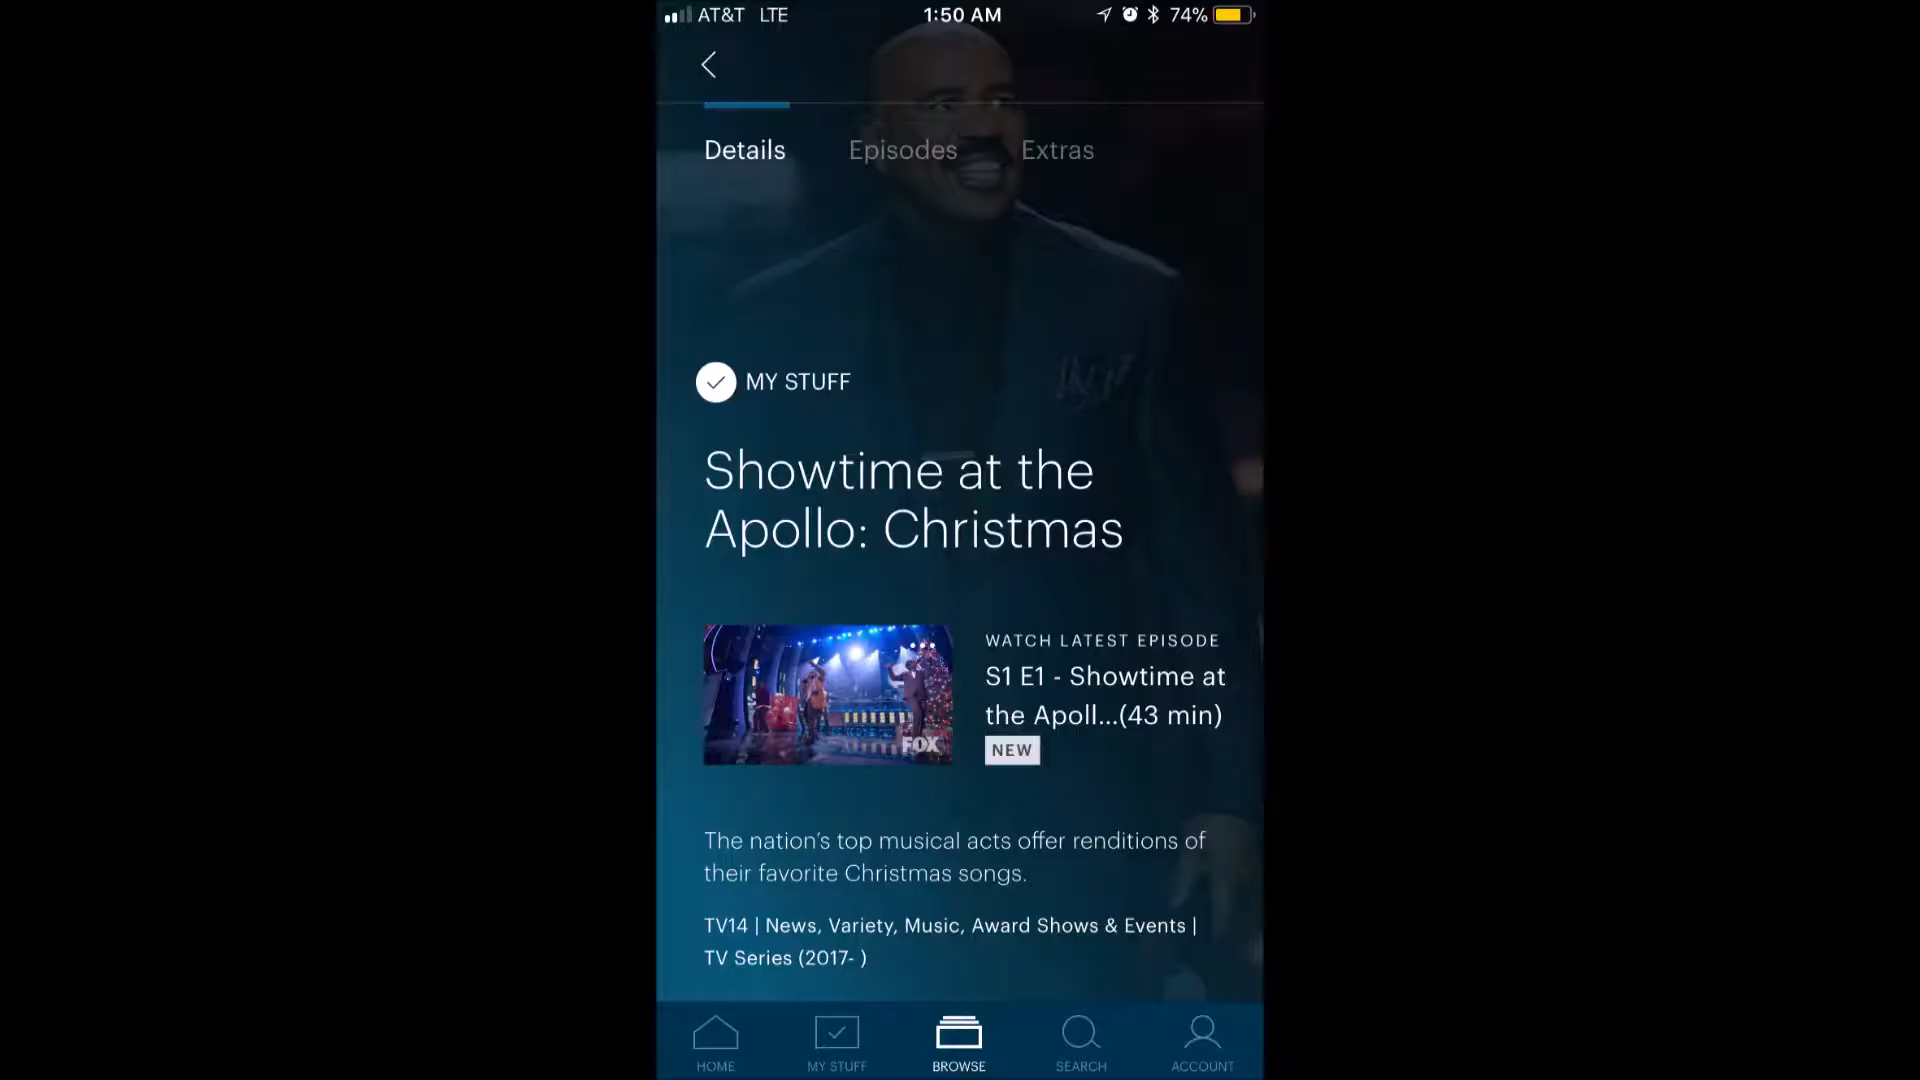 AT&T LTE 1:50 AM 74%
Details Episodes Extras
MY STUFF
Showtime at the
Apollo: Christmas
WATCH LATEST EPISODE
S1 E1 - Showtime at
the Apoll...(43 min)
NEW
FOX
The nation’s top musical acts offer renditions of
their favorite Christmas songs.
TV14 | News, Variety, Music, Award Shows & Events |
TV Series (2017- )
HOME MY STUFF BROWSE SEARCH ACCOUNT